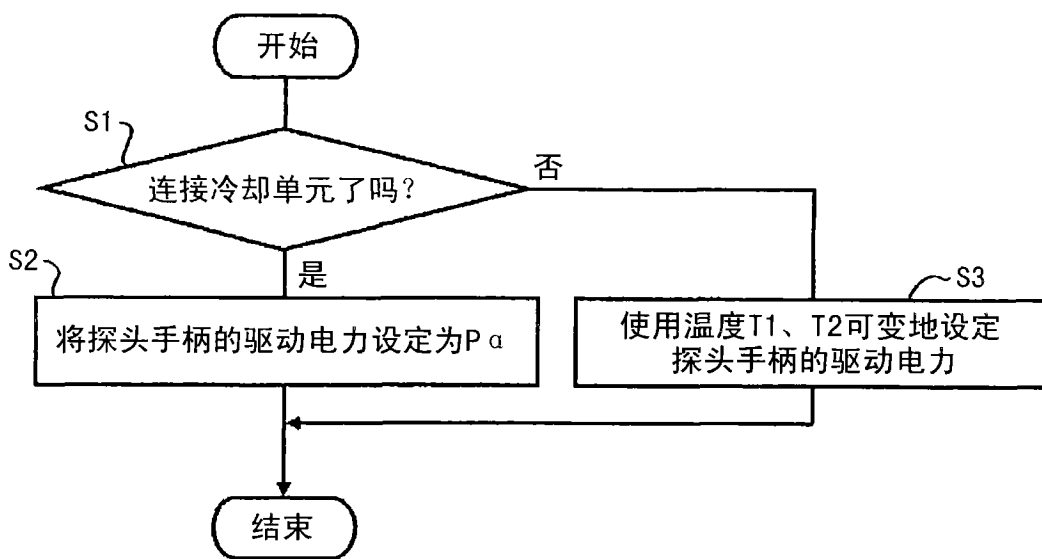 开始
S1
连接冷却单元了吗？
否
S2
是
S3
将探头手柄的驱动电力设定为Pα
使用温度T1、T2可变地设定
探头手柄的驱动电力
结束